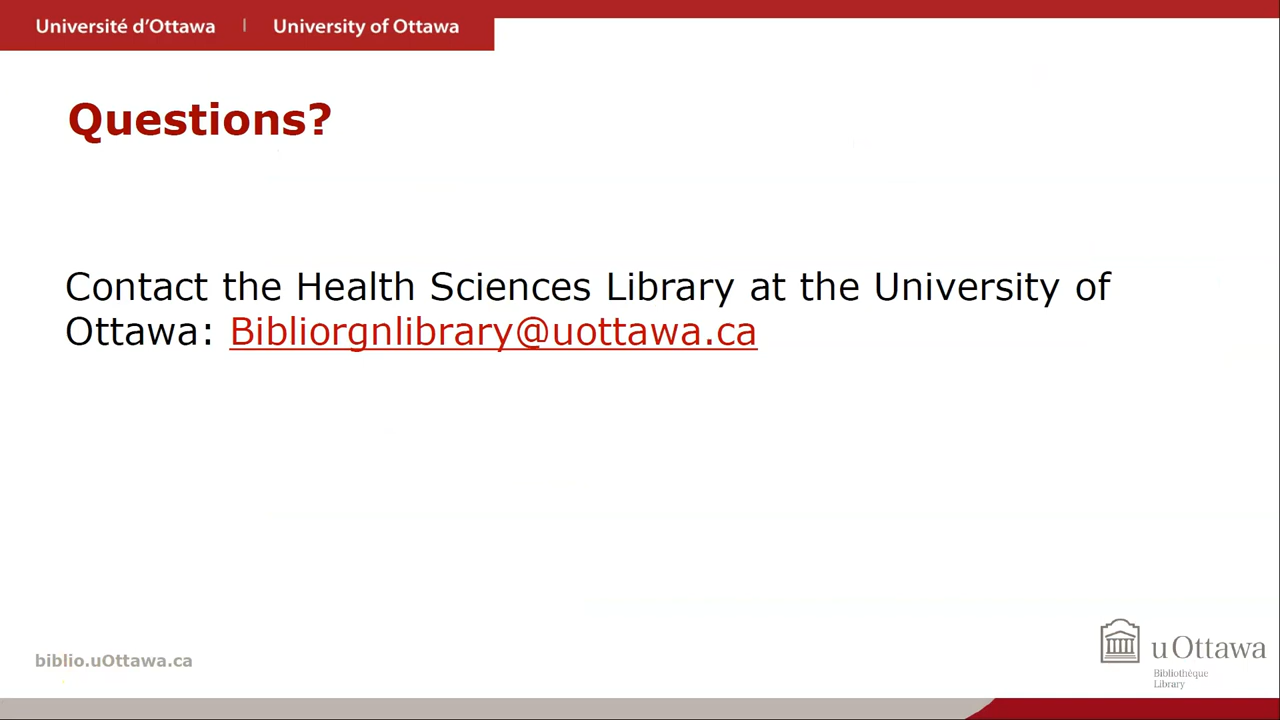 Université d'Ottawa | University of Ottawa
Questions?
Contact the Health Sciences Library at the University of
Ottawa: Bibliorgnlibrary@uottawa.ca
biblio.uOttawa.ca
uOttawa
Bibliothèque
Library